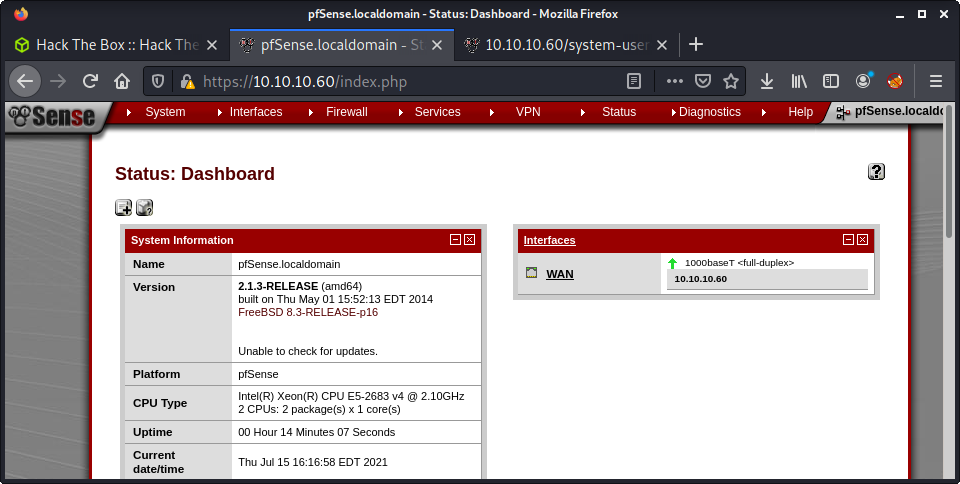 pfSense.localdomain - Status: Dashboard - Mozilla Firefox
Hack The Box :: Hack The
pfSense.localdomain - St
10.10.10.60/system-user
https://10.10.10.60/index.php
Sense
System
Interfaces
Firewall
Services
VPN
Status
Diagnostics
Help
pfSense.localdo
Status: Dashboard
System Information
Name pfSense.localdomain
Version 2.1.3-RELEASE (amd64)
built on Thu May 01 15:52:13 EDT 2014
FreeBSD 8.3-RELEASE-p16
Unable to check for updates.
Platform pfSense
CPU Type Intel(R) Xeon(R) CPU E5-2683 v4 @ 2.10GHz
2 CPUs: 2 package(s) x 1 core(s)
Uptime 00 Hour 14 Minutes 07 Seconds
Current
date/time Thu Jul 15 16:16:58 EDT 2021
Interfaces
WAN
1000baseT <full-duplex>
10.10.10.60